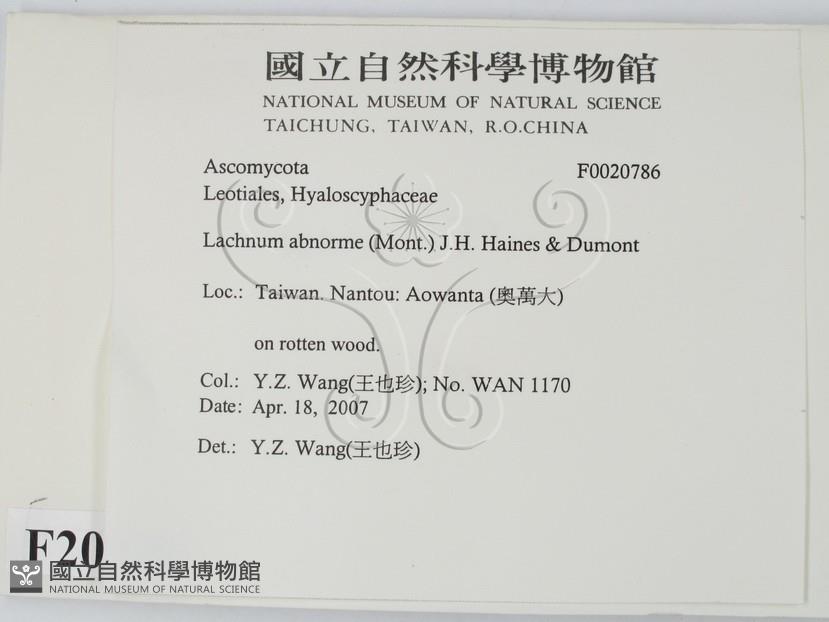 國立自然科學博物館
NATIONAL MUSEUM OF NATURAL SCIENCE
TAICHUNG, TAIWAN, R.O.CHINA
Ascomycota F0020786
Leotiales, Hyaloscyphaceae
Lachnum abnorme (Mont.) J.H. Haines & Dumont
Loc.: Taiwan. Nantou: Aowanta (奧萬大)
on rotten wood.
Col.: Y.Z. Wang(王也珍); No. WAN 1170
Date: Apr. 18, 2007
Det.: Y.Z. Wang(王也珍)
F20
國立自然科學博物館
NATIONAL MUSEUM OF NATURAL SCIENCE